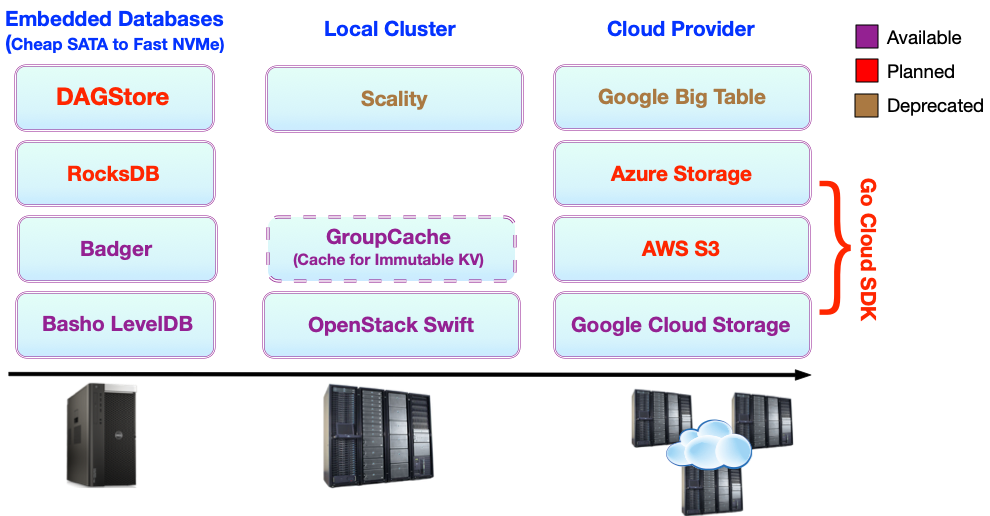 Embedded Databases
(Cheap SATA to Fast NVMe)
Local Cluster
Cloud Provider
Available
Planned
Deprecated
DAGStore
Scality
Google Big Table
RocksDB
Azure Storage
Badger
GroupCache
(Cache for Immutable KV)
AWS S3
Basho LevelDB
OpenStack Swift
Google Cloud Storage
Go Cloud SDK